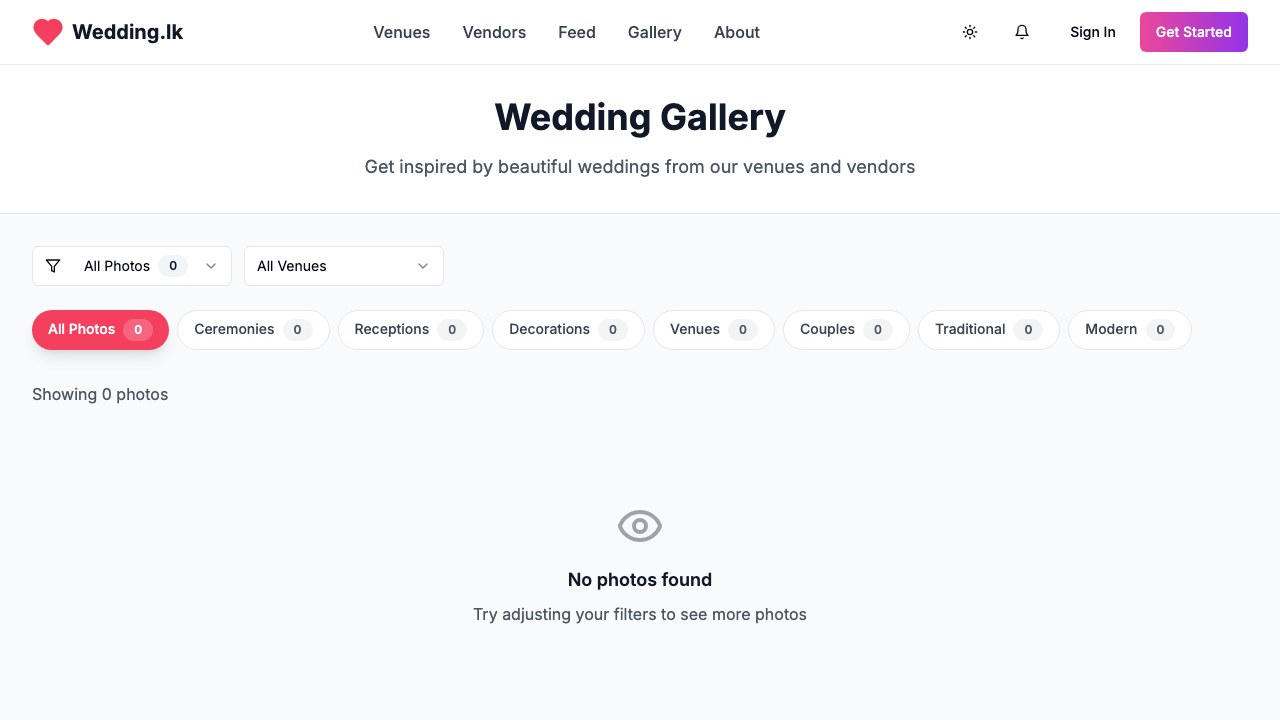 Wedding.lk
Venues Vendors Feed Gallery About
Sign In Get Started
Wedding Gallery
Get inspired by beautiful weddings from our venues and vendors
All Photos 0 All Venues
All Photos 0 Ceremonies 0 Receptions 0 Decorations 0 Venues 0 Couples 0 Traditional 0 Modern 0
Showing 0 photos
No photos found
Try adjusting your filters to see more photos